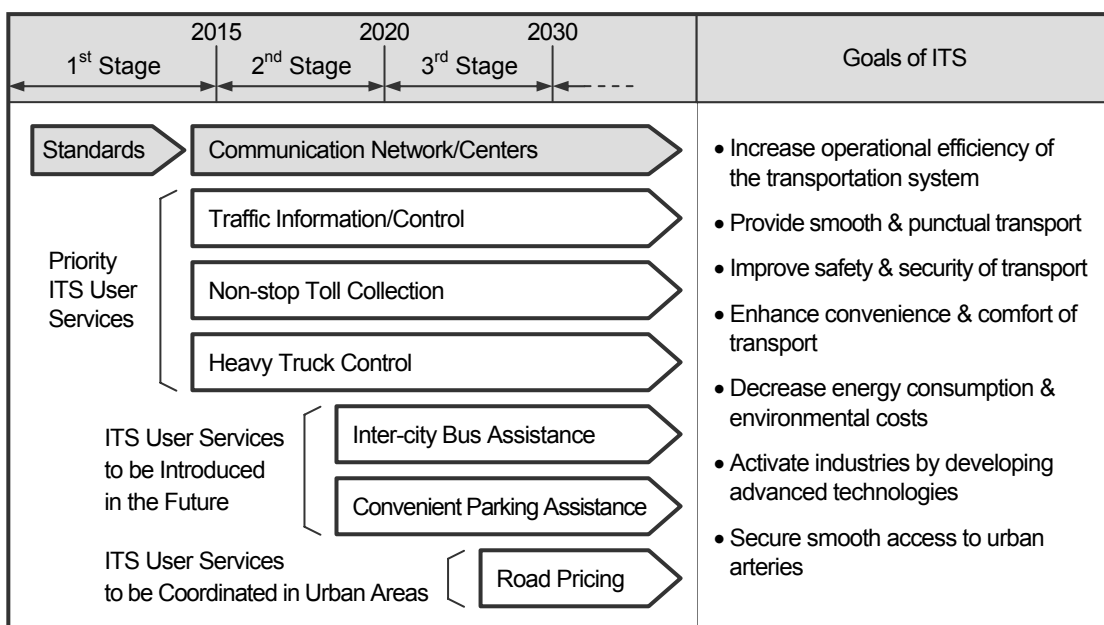 2015 2020 2030
1st Stage 2nd Stage 3rd Stage
Goals of ITS
Standards
Communication Network/Centers
Priority
ITS User
Services
Traffic Information/Control
Non-stop Toll Collection
Heavy Truck Control
ITS User Services
to be Introduced
in the Future
Inter-city Bus Assistance
Convenient Parking Assistance
ITS User Services
to be Coordinated in Urban Areas
Road Pricing
• Increase operational efficiency of
the transportation system
• Provide smooth & punctual transport
• Improve safety & security of transport
• Enhance convenience & comfort of
transport
• Decrease energy consumption &
environmental costs
• Activate industries by developing
advanced technologies
• Secure smooth access to urban
arteries